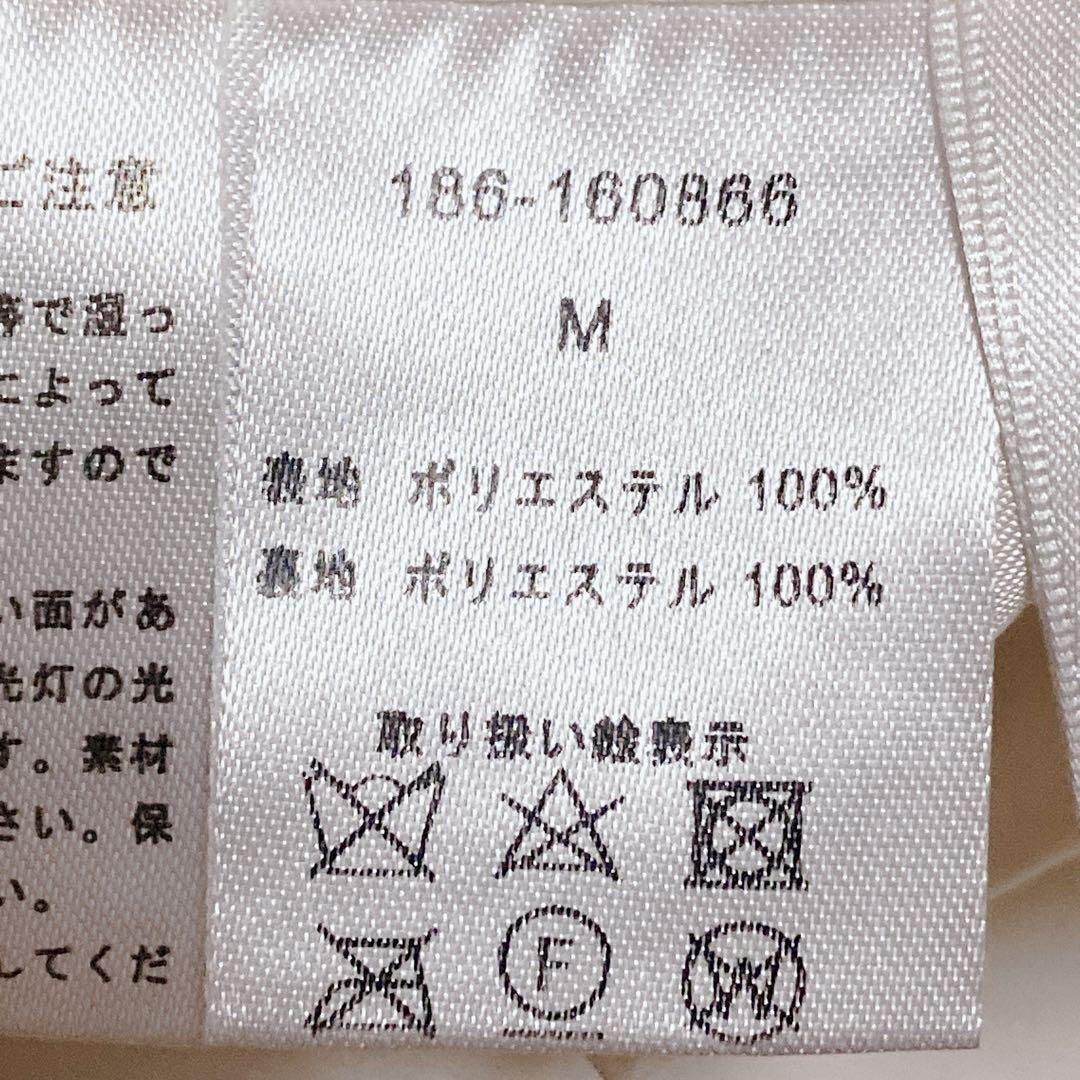 ご注意
等で湿っ
によって
ますので
い面があ
光灯の光
す。素材
さい。保
い。
してくだ
186-160866
M
表地 ポリエステル 100%
裏地 ポリエステル 100%
取り扱い絵表示
F
W